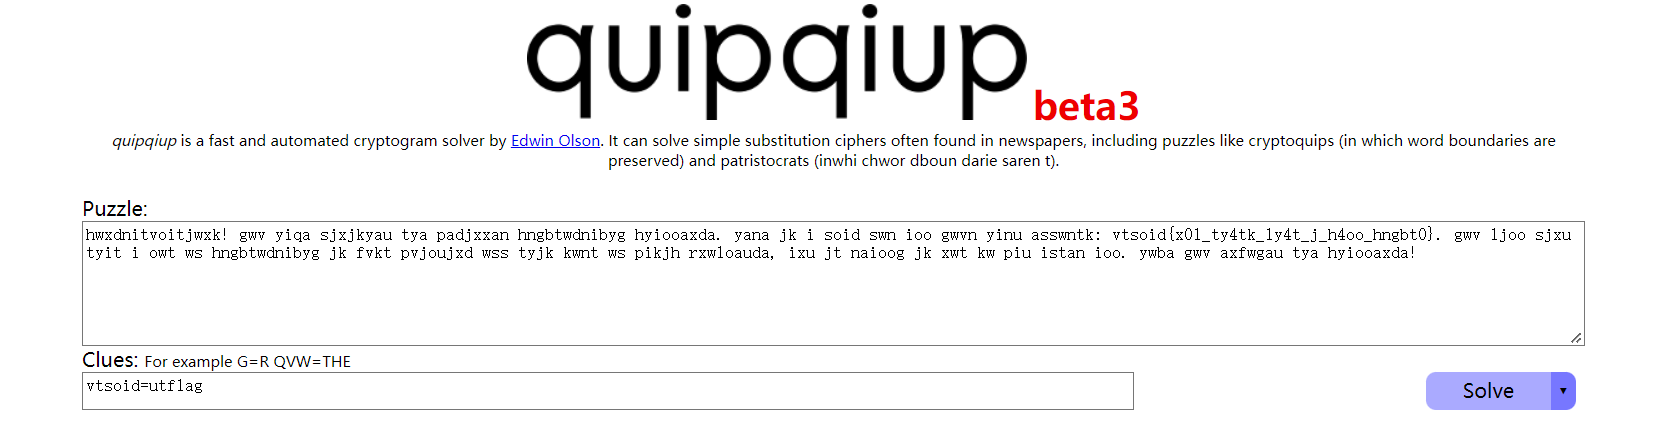 quipqiup beta3
quipqiup is a fast and automated cryptogram solver by Edwin Olson. It can solve simple substitution ciphers often found in newspapers, including puzzles like cryptoquips (in which word boundaries are
preserved) and patristocrats (inwhi chwor dboun darie saren t).
Puzzle:
hwxdnitvoitjwxk! gwv yiqa sjxjkyau tya padjxxan hngbtwdnibyg hyiooaxda. yana jk i soid swn ioo gwvn yinu asswntk: vtsoid{x0l_ty4tk_ly4t_j_h4oo_hngbt0}. gwv ljoo sjxu
tyit i owt ws hngbtwdnibyg jk fvkt pvjoujxd wss tyjk kwnt ws pikjh rxwloauda, ixu jt naioog jk xwt kw piu istan ioo. ywba gwv axfwgau tya hyiooaxda!
Clues: For example G=R QVW=THE
vtsoid=utflag
Solve